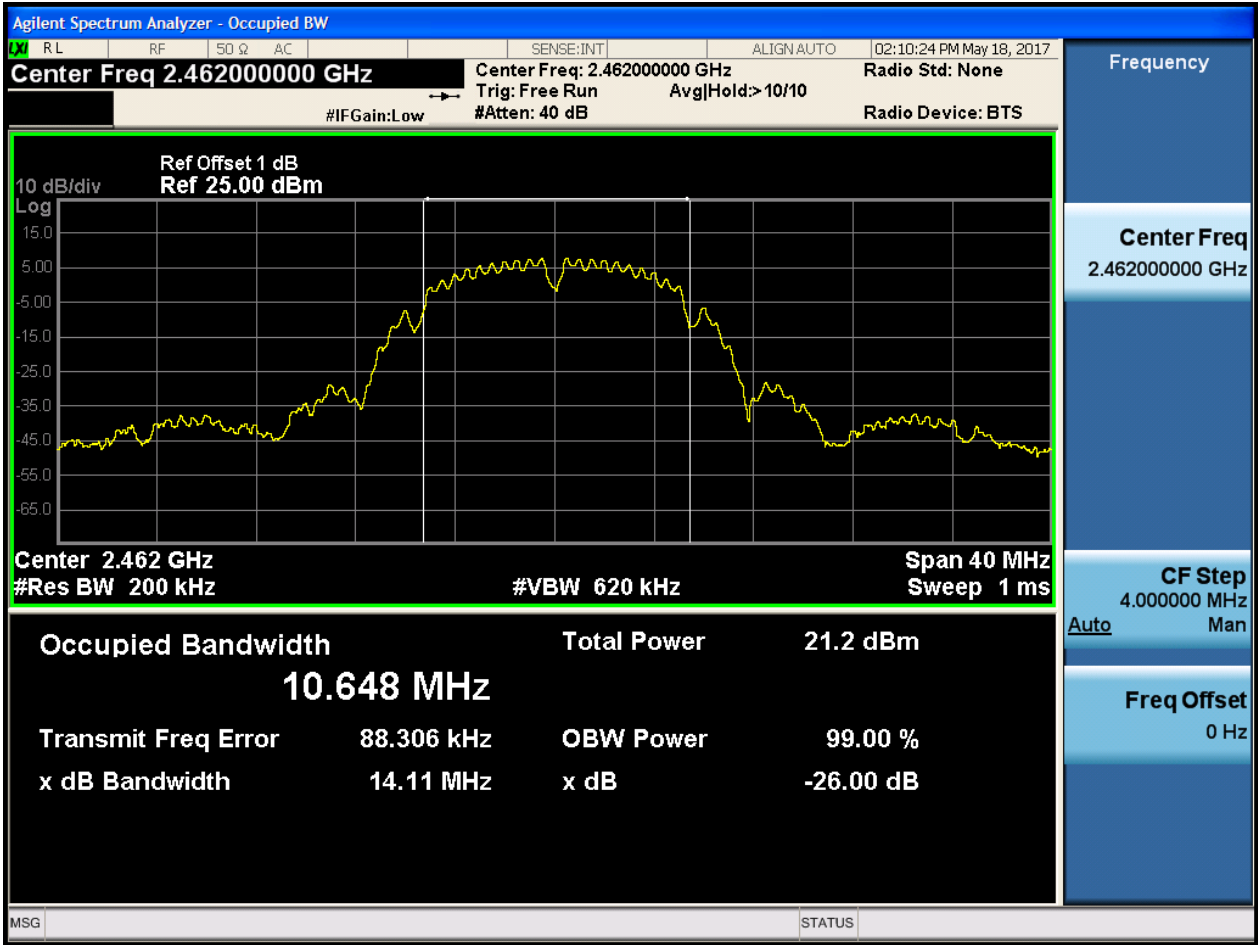 Agilent Spectrum Analyzer - Occupied BW
LXI RL RF 50 Ω AC SENSE:INT ALIGN AUTO 02:10:24 PM May 18, 2017
Center Freq 2.462000000 GHz
Center Freq: 2.462000000 GHz Radio Std: None
Trig: Free Run Avg|Hold:>10/10
#IFGain:Low #Atten: 40 dB Radio Device: BTS
Ref Offset 1 dB
10 dB/div Ref 25.00 dBm
Log
15.0
5.00
-5.00
-15.0
-25.0
-35.0
-45.0
-55.0
-65.0
Center 2.462 GHz Span 40 MHz
#Res BW 200 kHz #VBW 620 kHz Sweep 1 ms
Occupied Bandwidth Total Power 21.2 dBm
10.648 MHz
Transmit Freq Error 88.306 kHz OBW Power 99.00 %
x dB Bandwidth 14.11 MHz x dB -26.00 dB
MSG STATUS
Frequency
Center Freq
2.462000000 GHz
CF Step
4.000000 MHz
Auto Man
Freq Offset
0 Hz